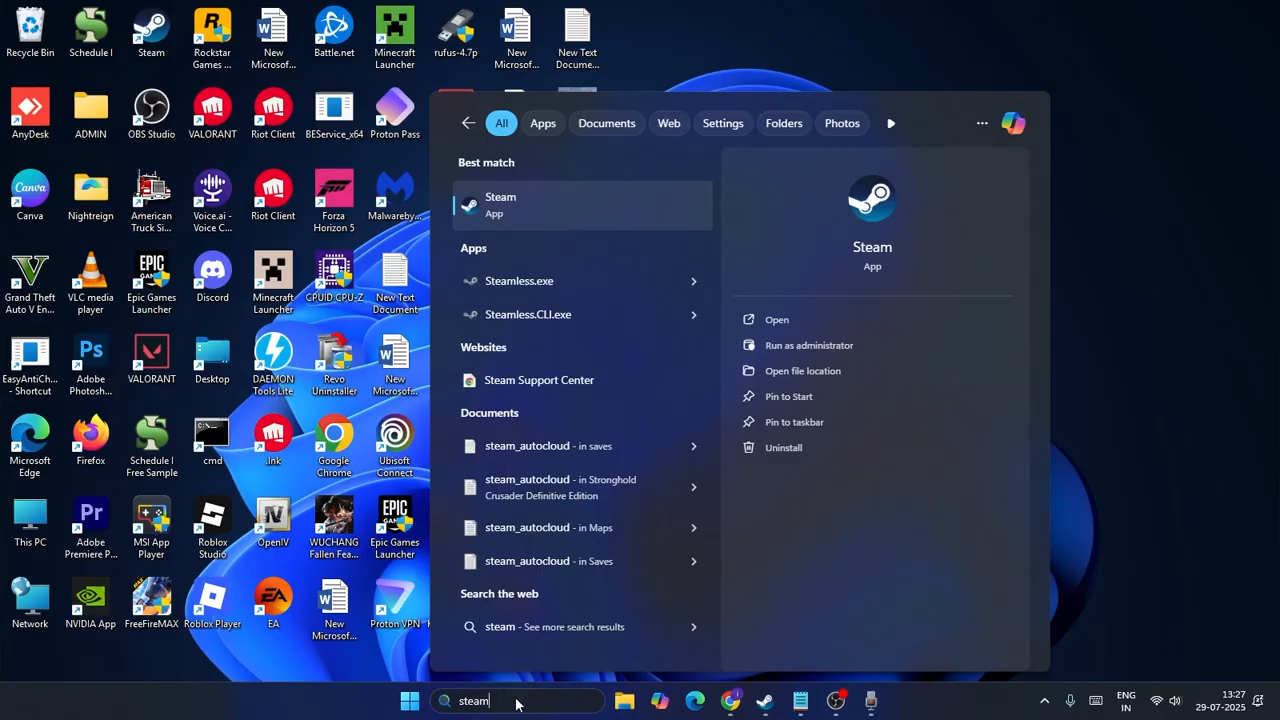 Recycle Bin
Schedule I
Steam
Rockstar
Games ...
New
Microsof...
Battle.net
Minecraft
Launcher
rufus-4.7p
New
Microsof...
New Text
Docume...
AnyDesk
ADMIN
OBS Studio
VALORANT
Riot Client
BEService_x64
Proton Pass
Canva
Nightreign
American
Truck Si...
Voice.ai -
Voice C...
Riot Client
Forza
Horizon 5
Malwareby...
Grand Theft
Auto V En...
VLC media
player
Epic Games
Launcher
Discord
Minecraft
Launcher
CPUID CPU-Z
New Text
Document
EasyAntiCh...
- Shortcut
Adobe
Photosh...
VALORANT
Desktop
DAEMON
Tools Lite
Revo
Uninstaller
New
Microsof...
Microsoft
Edge
Firefox
Schedule I
Free Sample
cmd
.lnk
Google
Chrome
Ubisoft
Connect
This PC
Adobe
Premiere P...
MSI App
Player
Roblox
Studio
OpenIV
WUCHANG
Fallen Fea...
Epic Games
Launcher
Network
NVIDIA App
FreeFireMAX
Roblox Player
EA
New
Microsof...
Proton VPN
All
Apps
Documents
Web
Settings
Folders
Photos
Best match
Steam
App
Apps
Steamless.exe
Steamless.CLI.exe
Websites
Steam Support Center
Documents
steam_autocloud - in saves
steam_autocloud - in Stronghold
Crusader Definitive Edition
steam_autocloud - in Maps
steam_autocloud - in Saves
Search the web
steam - See more search results
Steam
App
Open
Run as administrator
Open file location
Pin to Start
Pin to taskbar
Uninstall
steam
ENG
IN
13:27
29-07-2025